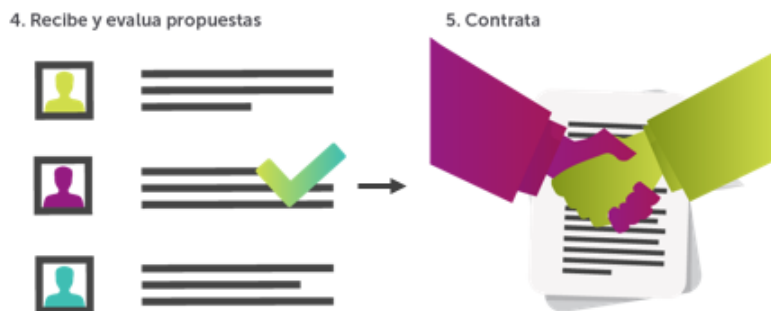 4. Recibe y evalua propuestas
5. Contrata